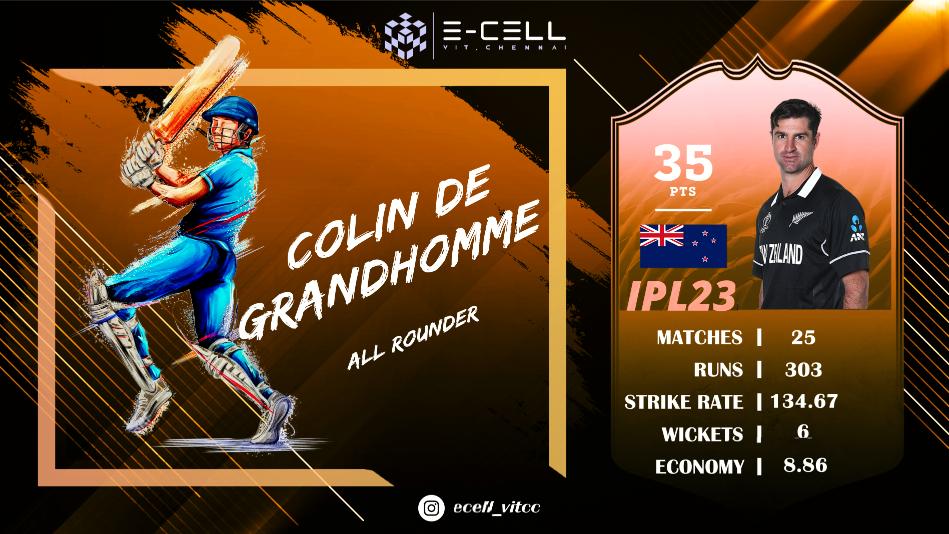 E-CELL
VIT, CHENNAI
COLIN DE
GRANDHOMME
ALL ROUNDER
35
PTS
ZEALAND
IPL23
MATCHES | 25
RUNS | 303
STRIKE RATE | 134.67
WICKETS | 6
ECONOMY | 8.86
ecell_vitcc